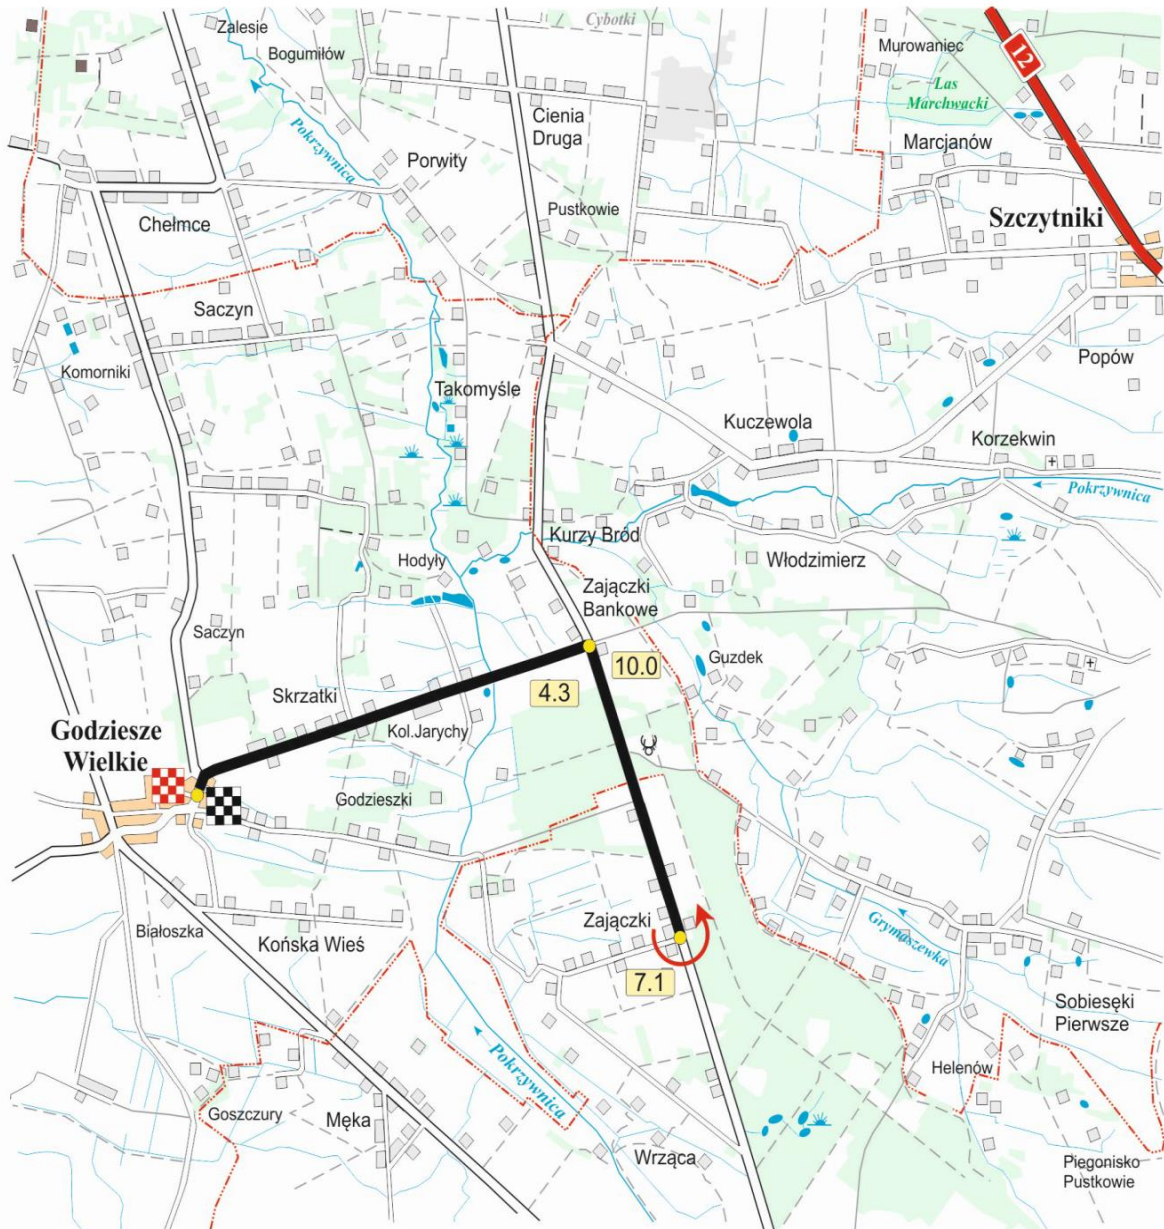 Zalesie
Cybotki
Bogumiłów
Murowaniec
12
Las
Marchwacki
Cienia
Druga
Pokrzywnica
Porwity
Marcjanów
Chełmce
Pustkowie
Szczytniki
Saczyn
Komorniki
Takomyśle
Popów
Kuczewola
Korzekwin
Pokrzywnica
Kurzy Bród
Hodyły
Włodzimierz
Zajączki
Bankowe
Saczyn
Guzdek
10.0
4.3
Skrzatki
Kol.Jarychy
Godziesze
Wielkie
Godzieszki
Zajączki
Białoszka
Końska Wieś
Grymaszewka
7.1
Sobiesęki
Pierwsze
Pokrzywnica
Helenów
Goszczury
Męka
Wrząca
Pięgonisko
Pustkowie